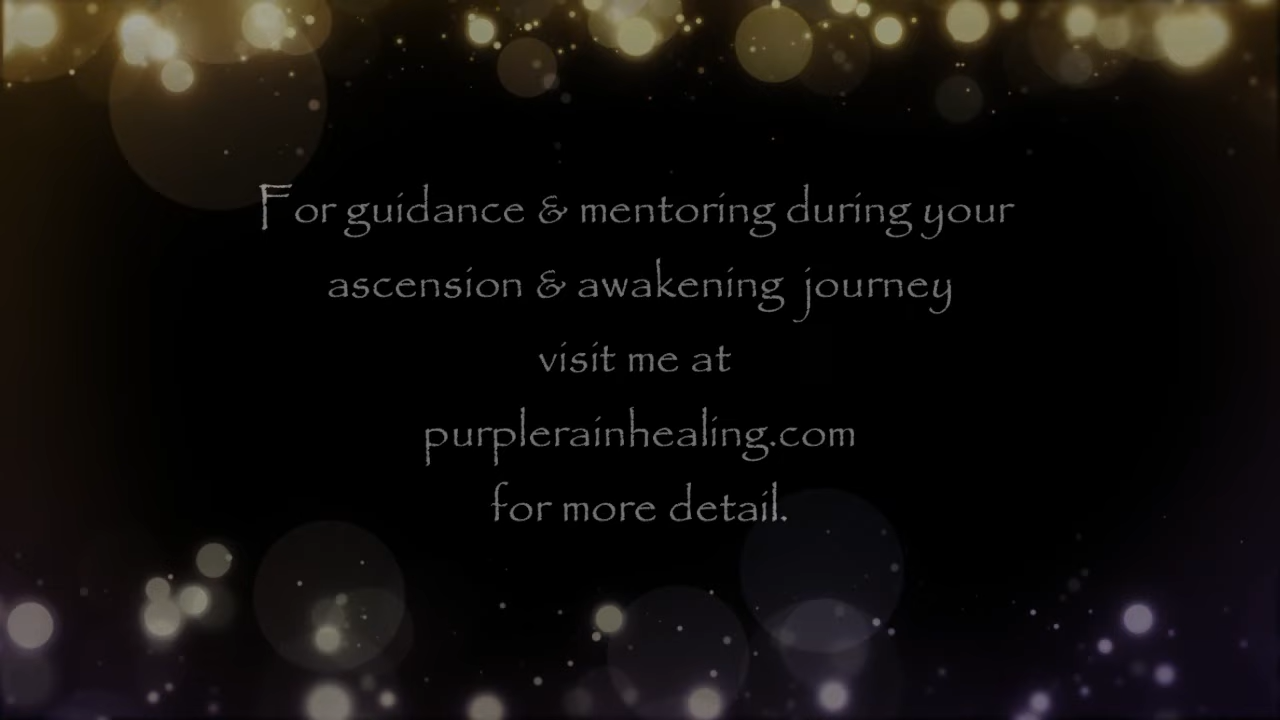 For guidance & mentoring during your
ascension & awakening journey
visit me at
purplerainhealing.com
for more detail.